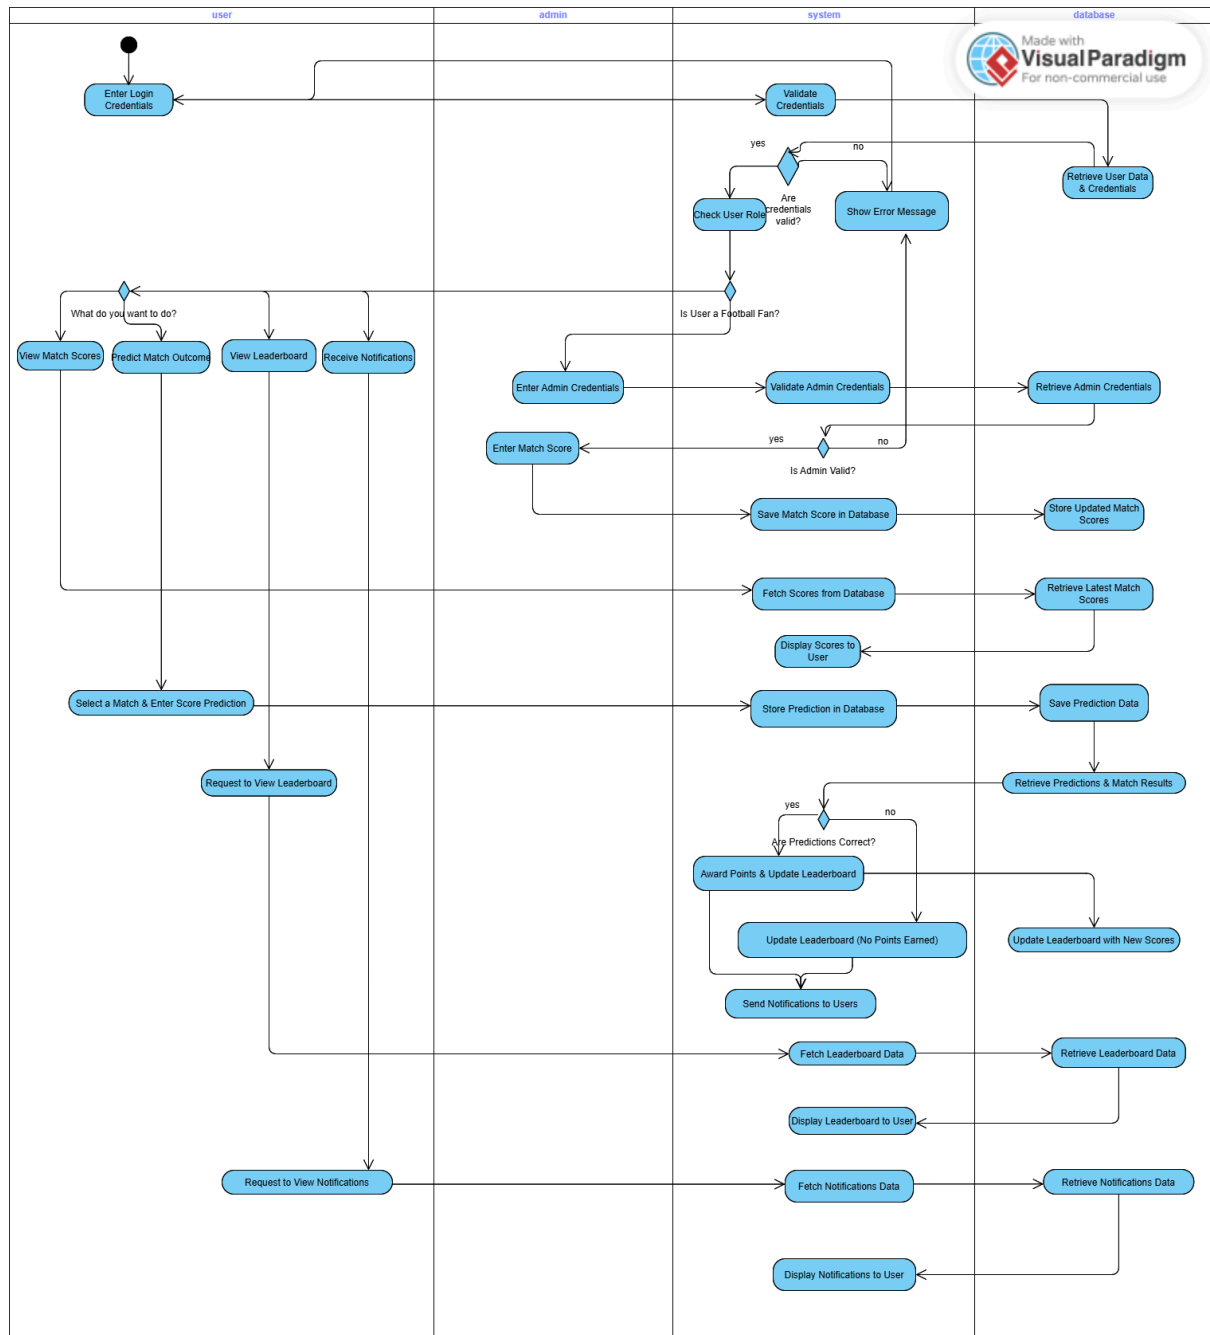 user
admin
system
database
Made with
Visual Paradigm
For non-commercial use
Enter Login
Credentials
Validate
Credentials
yes
no
Retrieve User Data
& Credentials
Are
credentials
valid?
Check User Role
Show Error Message
What do you want to do?
Is User a Football Fan?
View Match Scores
Predict Match Outcome
View Leaderboard
Receive Notifications
Enter Admin Credentials
Validate Admin Credentials
Retrieve Admin Credentials
Enter Match Score
yes
no
Is Admin Valid?
Save Match Score in Database
Store Updated Match
Scores
Fetch Scores from Database
Retrieve Latest Match
Scores
Display Scores to
User
Select a Match & Enter Score Prediction
Store Prediction in Database
Save Prediction Data
Request to View Leaderboard
Retrieve Predictions & Match Results
yes
no
Are Predictions Correct?
Award Points & Update Leaderboard
Update Leaderboard (No Points Earned)
Update Leaderboard with New Scores
Send Notifications to Users
Fetch Leaderboard Data
Retrieve Leaderboard Data
Display Leaderboard to User
Request to View Notifications
Fetch Notifications Data
Retrieve Notifications Data
Display Notifications to User